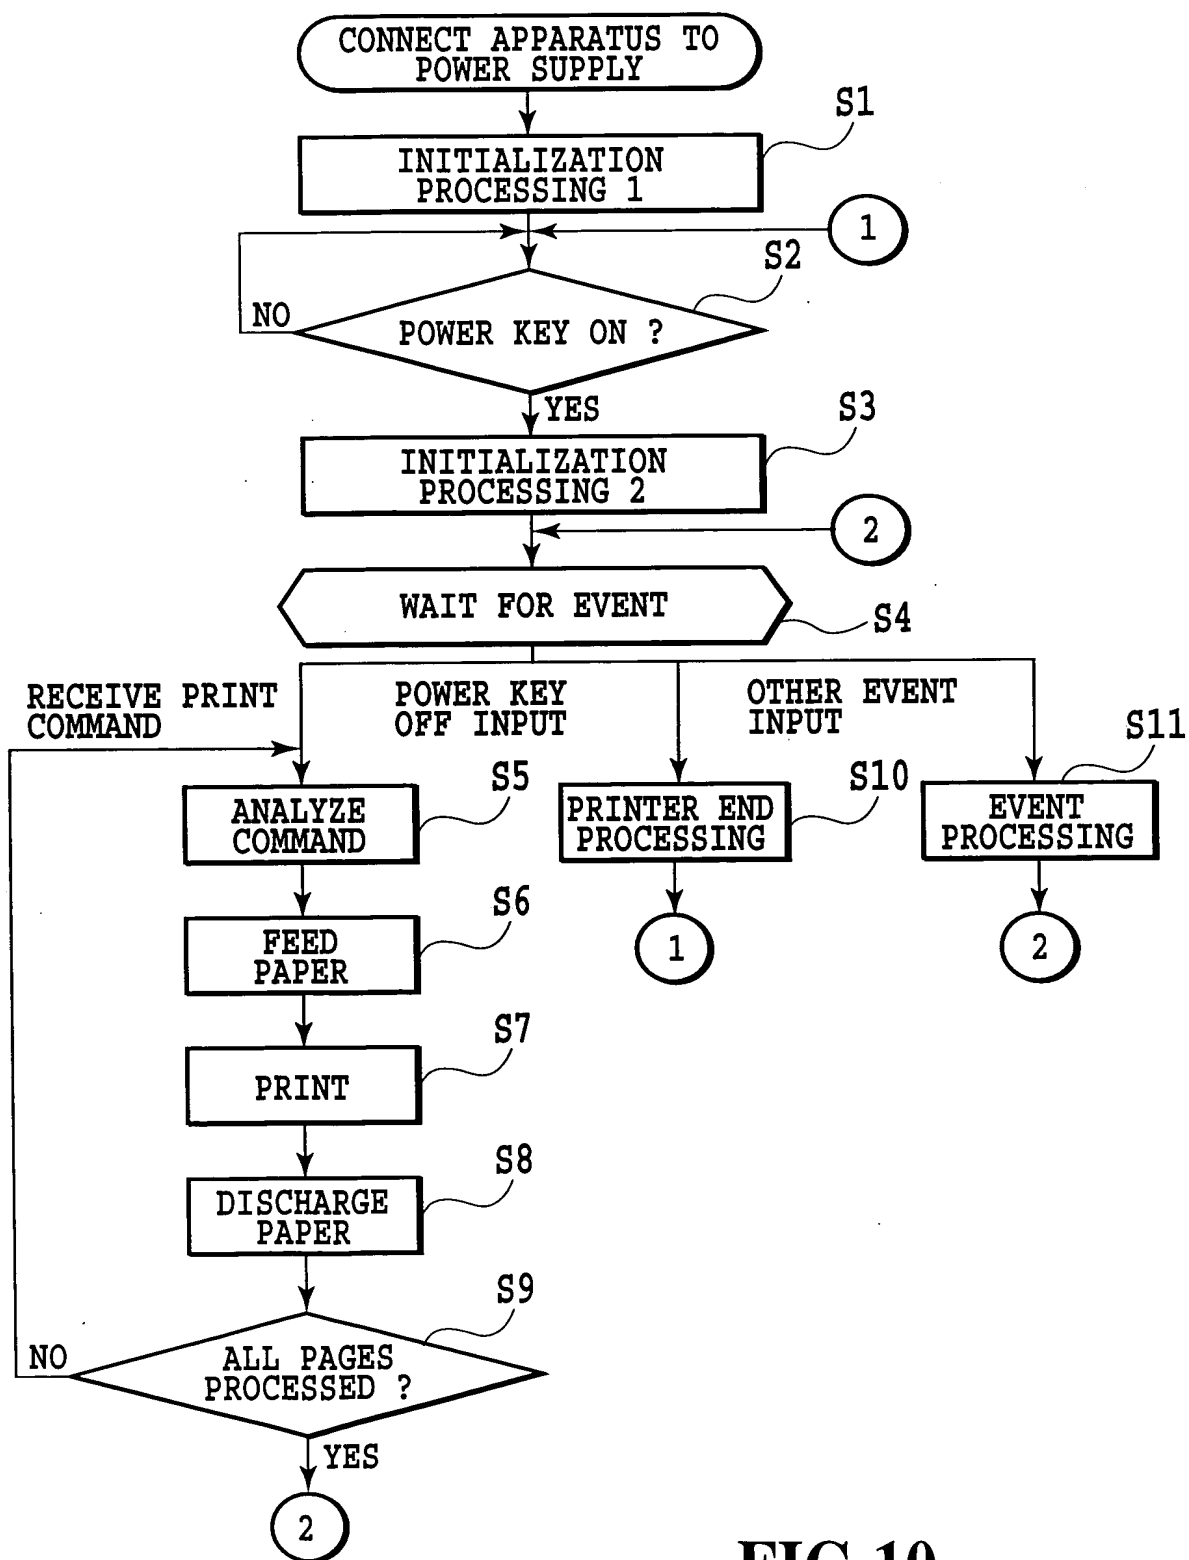 CONNECT APPARATUS TO
POWER SUPPLY
S1
INITIALIZATION
PROCESSING 1
1
S2
NO
POWER KEY ON ?
YES
S3
INITIALIZATION
PROCESSING 2
2
WAIT FOR EVENT
S4
RECEIVE PRINT
COMMAND
POWER KEY
OFF INPUT
OTHER EVENT
INPUT
S5
ANALYZE
COMMAND
S10
PRINTER END
PROCESSING
S11
EVENT
PROCESSING
1
2
S6
FEED
PAPER
S7
PRINT
S8
DISCHARGE
PAPER
S9
NO
ALL PAGES
PROCESSED ?
YES
2
FIG.10